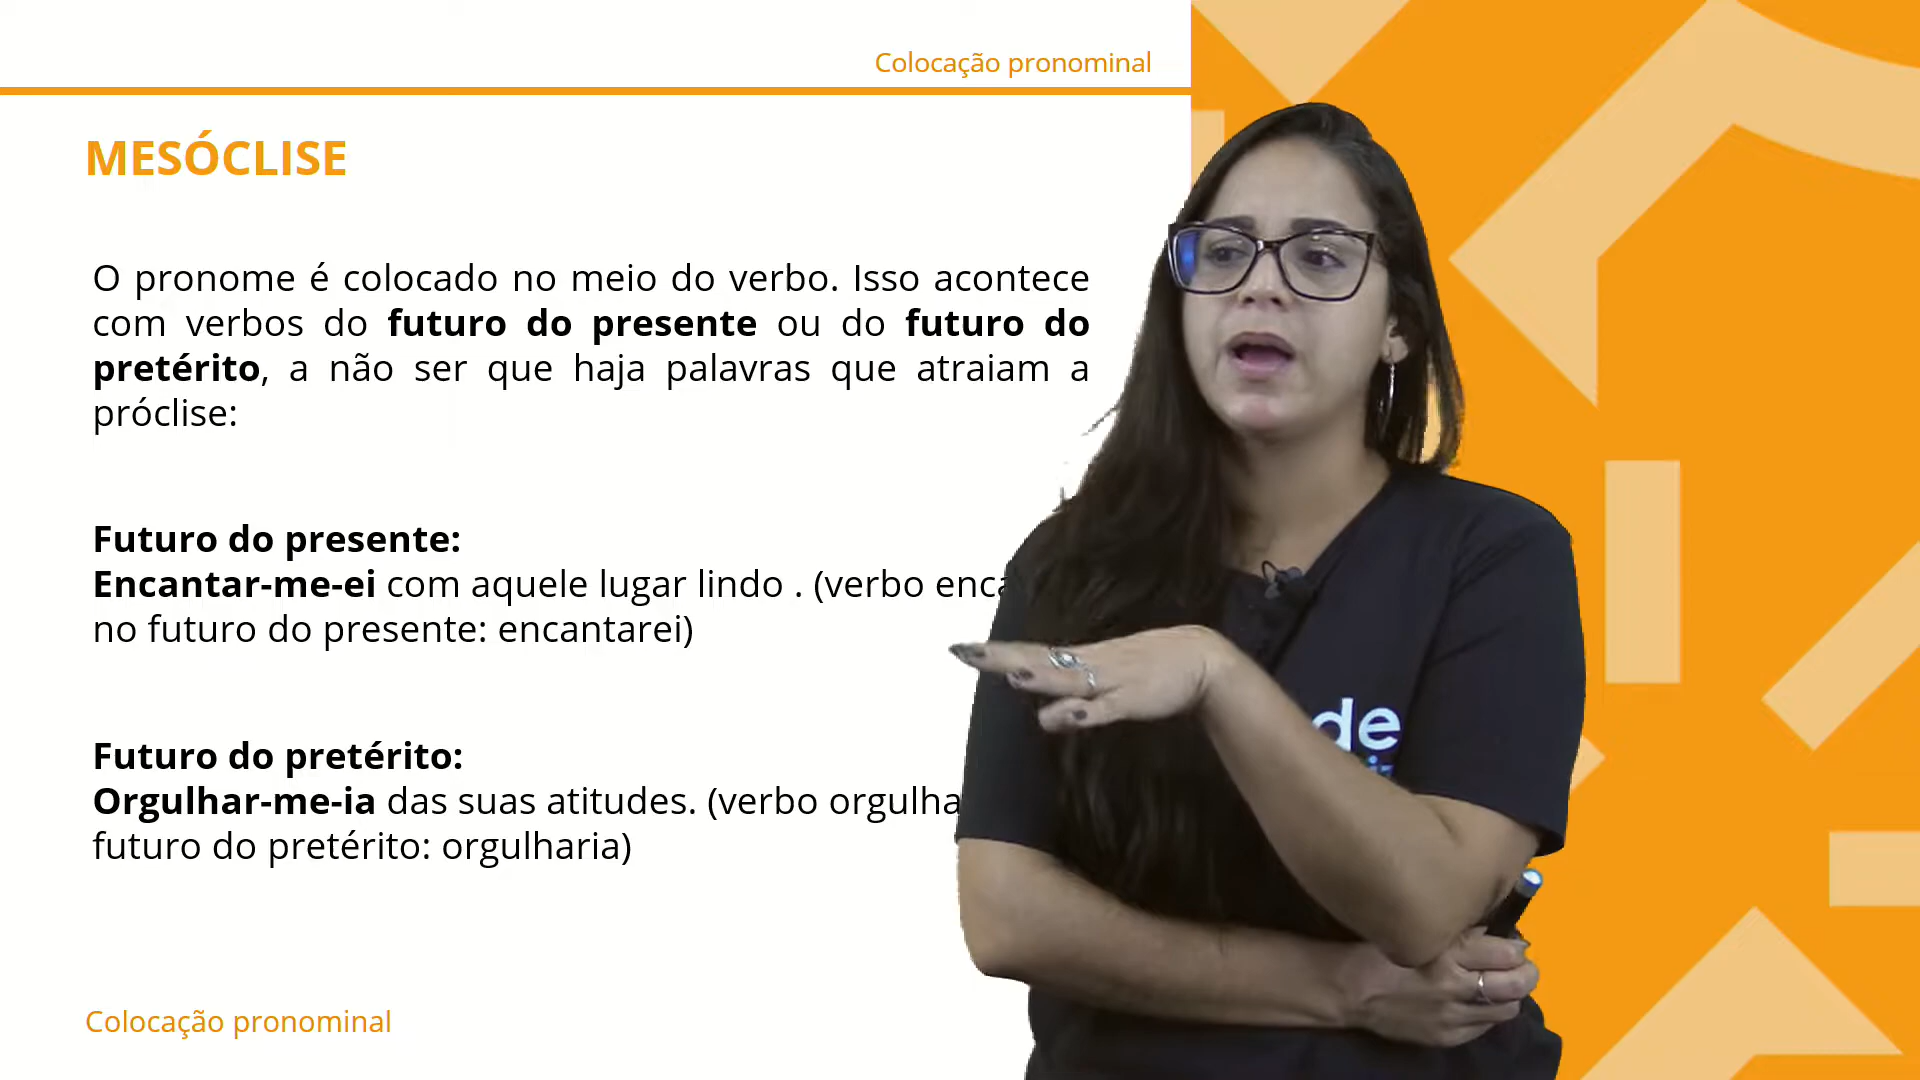 Colocação pronominal
MESÓCLISE
O pronome é colocado no meio do verbo. Isso acontece
com verbos do futuro do presente ou do futuro do
pretérito, a não ser que haja palavras que atraiam a
próclise:
Futuro do presente:
Encantar-me-ei com aquele lugar lindo . (verbo
no futuro do presente: encantarei)
Futuro do pretérito:
Orgulhar-me-ia das suas atitudes. (verbo
futuro do pretérito: orgulharia)
de
Colocação pronominal